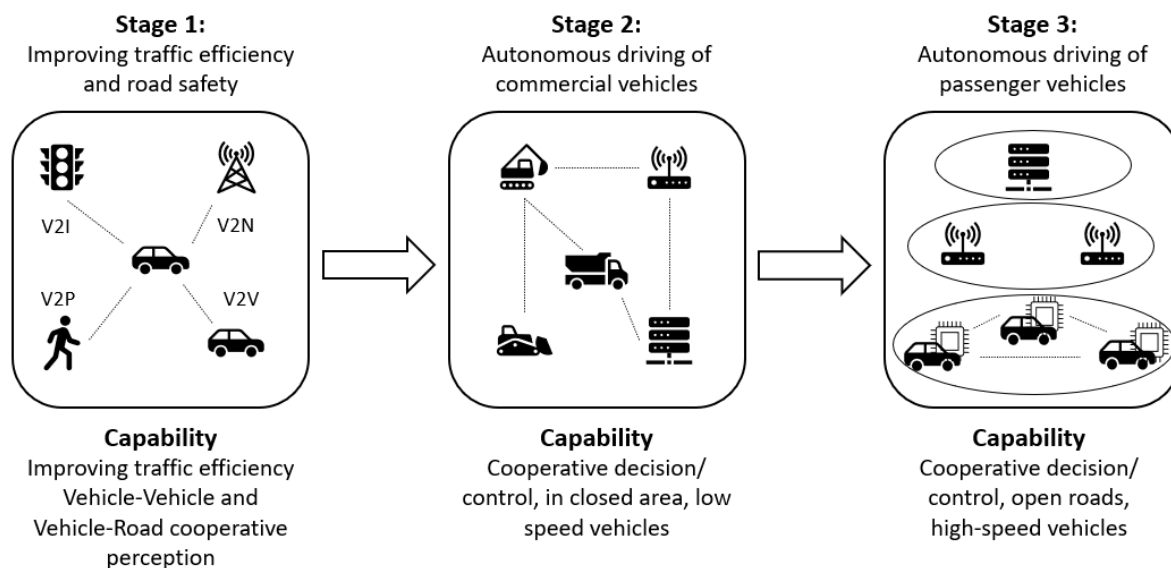 Stage 1:
Improving traffic efficiency
and road safety
V2I
V2N
V2P
V2V
Capability
Improving traffic efficiency
Vehicle-Vehicle and
Vehicle-Road cooperative
perception
Stage 2:
Autonomous driving of
commercial vehicles
Capability
Cooperative decision/
control, in closed area, low
speed vehicles
Stage 3:
Autonomous driving of
passenger vehicles
Capability
Cooperative decision/
control, open roads,
high-speed vehicles